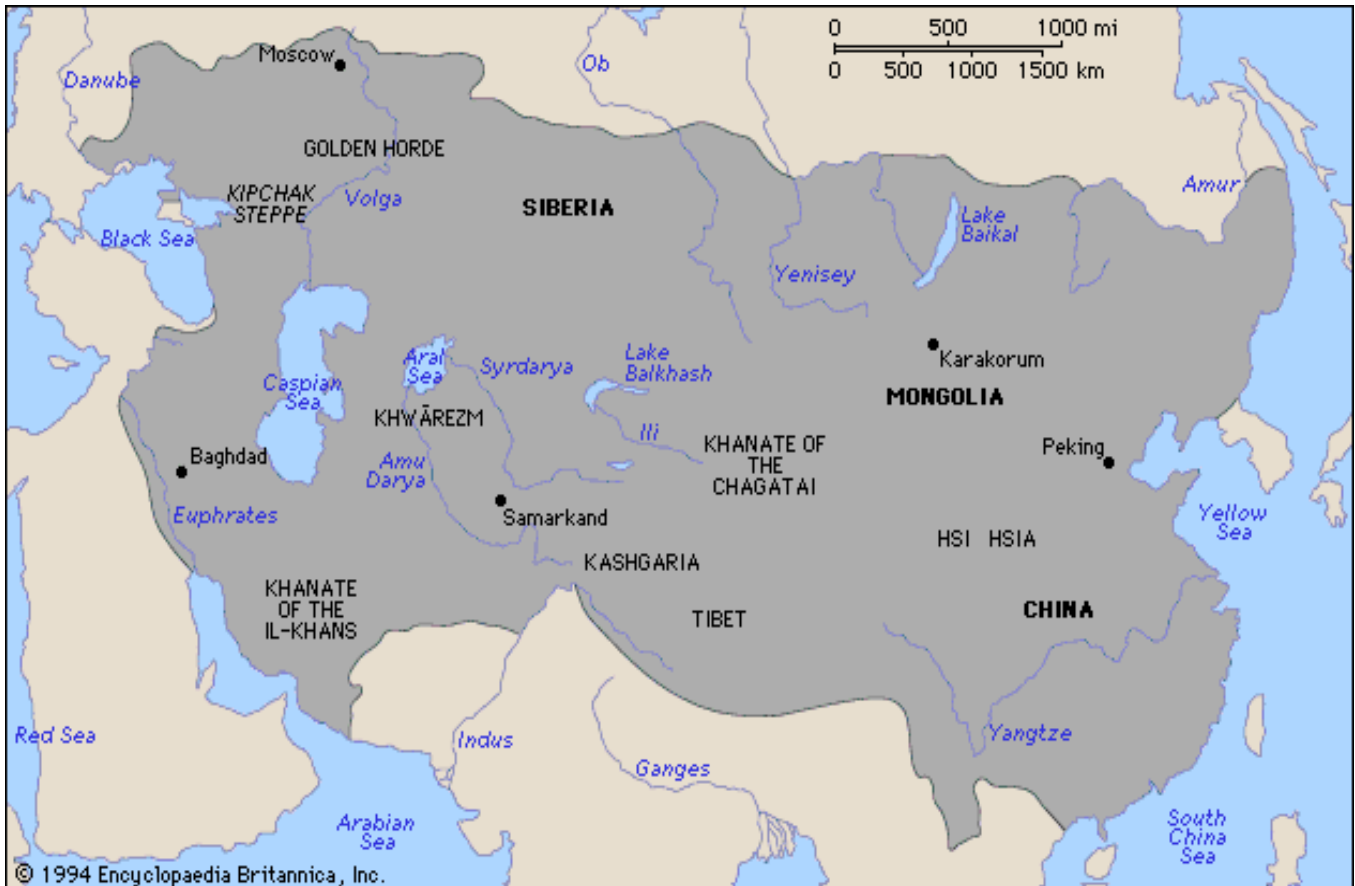 0 500 1000 mi
0 500 1000 1500 km
Moscow
Danube
Ob
GOLDEN HORDE
KIPCHAK
STEPPE
Volga
SIBERIA
Amur
Lake
Baikal
Black Sea
Yenisey
Karakorum
Aral
Sea
Syrdarya
Lake
Balkhash
Caspian
Sea
MONGOLIA
KHWĀREZM
Ili
KHANATE OF
THE
CHAGATAI
Peking
Baghdad
Amu
Darya
Euphrates
Samarkand
Yellow
Sea
HSI HSIA
KASHGARIA
KHANATE
OF THE
IL-KHANS
TIBET
CHINA
Red Sea
Indus
Yangtze
Ganges
Arabian
Sea
South
China
Sea
© 1994 Encyclopaedia Britannica, Inc.